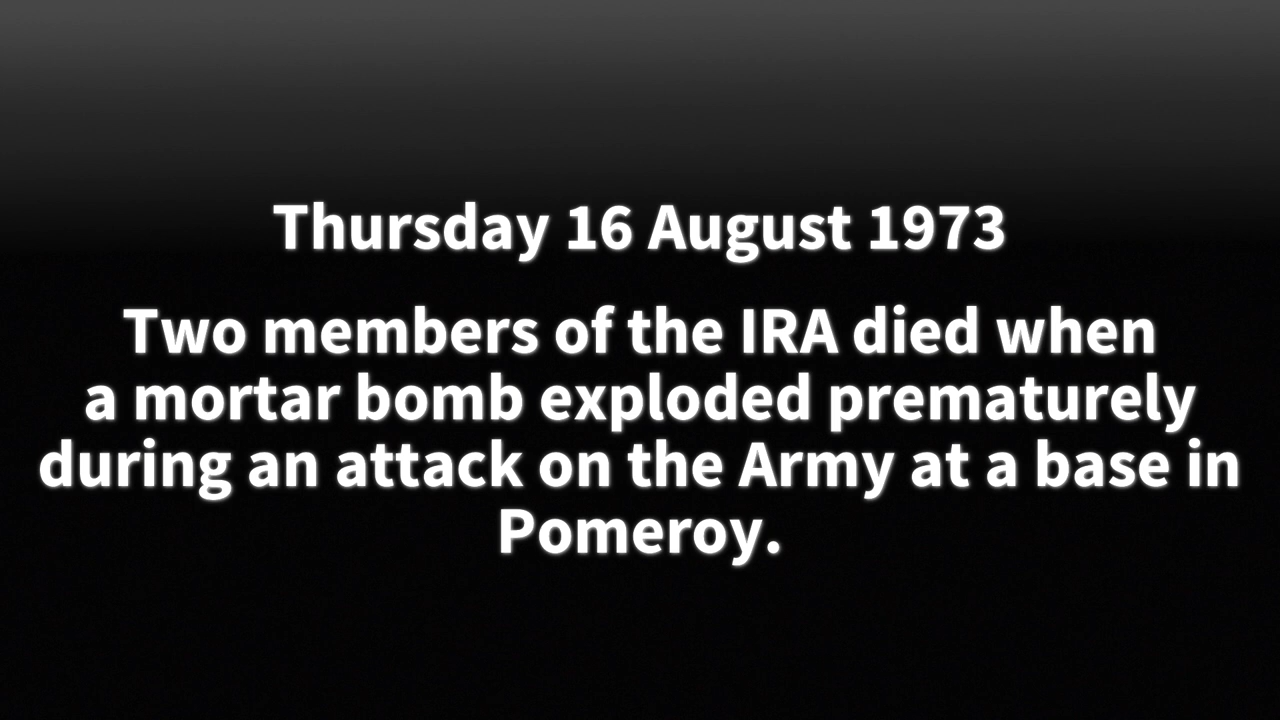 Thursday 16 August 1973
Two members of the IRA died when
a mortar bomb exploded prematurely
during an attack on the Army at a base in
Pomeroy.